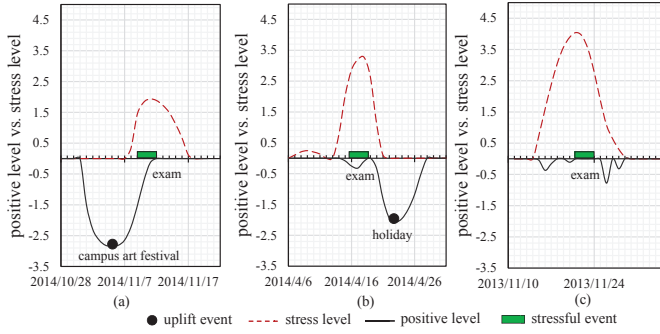 positive level vs. stress level
4.5
3.5
2.5
1.5
0.5
-0.5
-1.5
-2.5
-3.5
exam
campus art festival
2014/10/28
2014/11/7
2014/11/17
(a)
positive level vs. stress level
4.5
3.5
2.5
1.5
0.5
-0.5
-1.5
-2.5
-3.5
exam
holiday
2014/4/6
2014/4/16
2014/4/26
(b)
positive level vs. stress level
4.5
3.5
2.5
1.5
0.5
-0.5
-1.5
-2.5
-3.5
exam
2013/11/10
2013/11/24
(c)
uplift event
stress level
positive level
stressful event